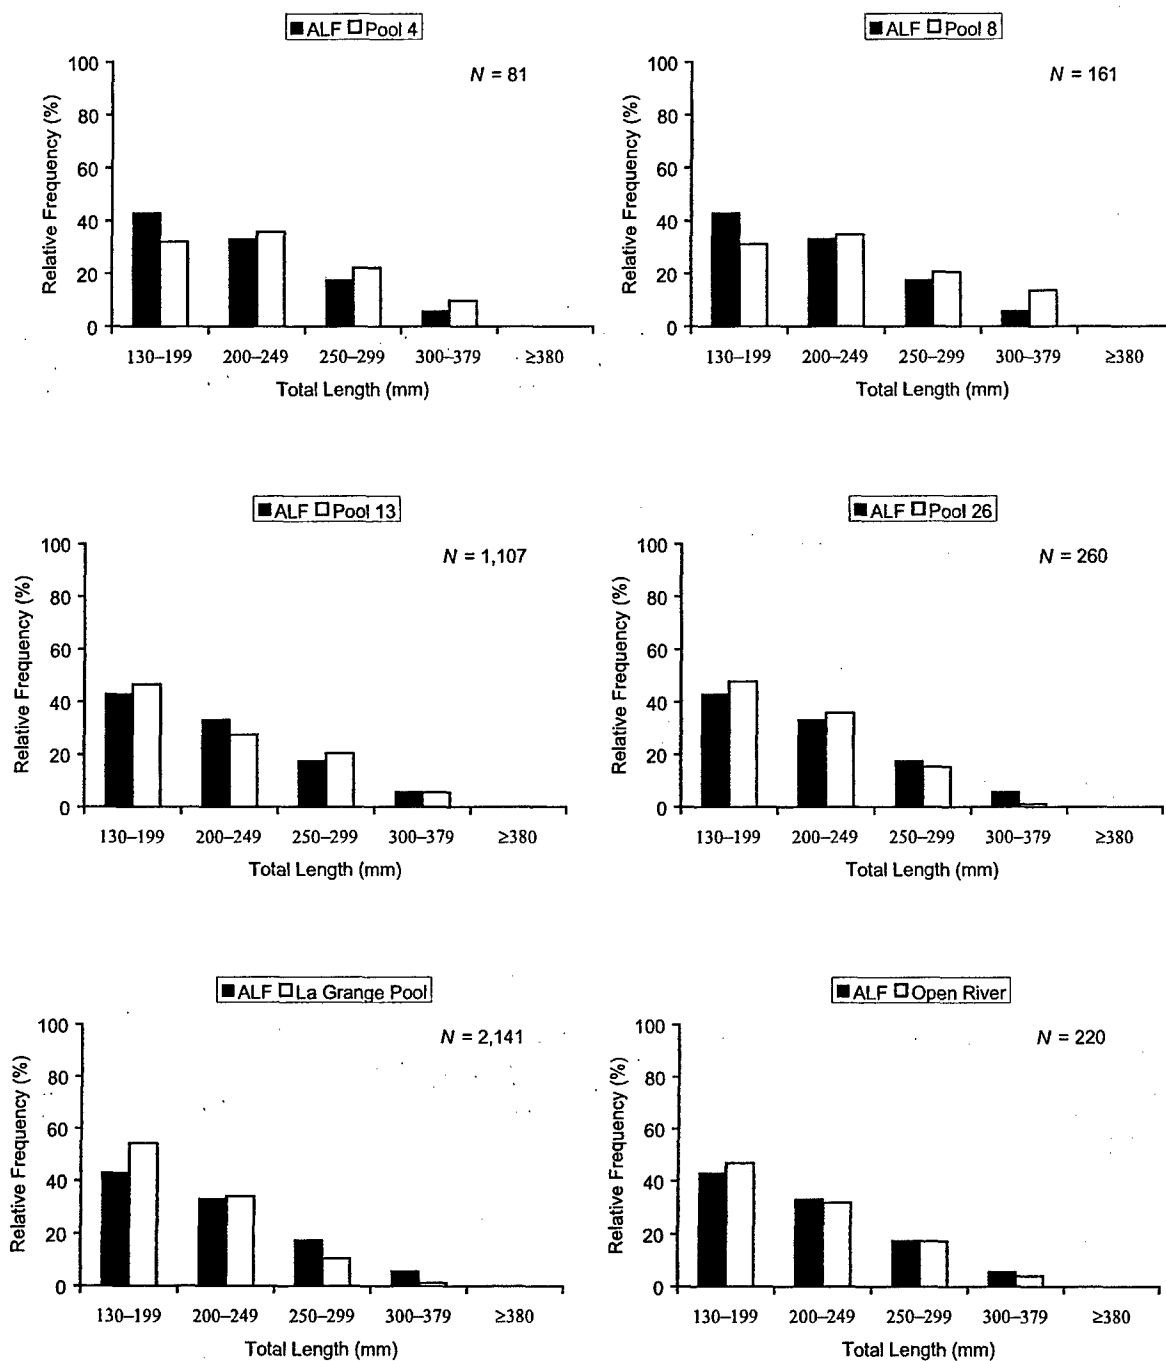 ALF Pool 4
N = 81
Relative Frequency (%)
100
80
60
40
20
0
130–199 200–249 250–299 300–379 ≥380
Total Length (mm)
ALF Pool 8
N = 161
Relative Frequency (%)
100
80
60
40
20
0
130–199 200–249 250–299 300–379 ≥380
Total Length (mm)
ALF Pool 13
N = 1,107
Relative Frequency (%)
100
80
60
40
20
0
130–199 200–249 250–299 300–379 ≥380
Total Length (mm)
ALF Pool 26
N = 260
Relative Frequency (%)
100
80
60
40
20
0
130–199 200–249 250–299 300–379 ≥380
Total Length (mm)
ALF La Grange Pool
N = 2,141
Relative Frequency (%)
100
80
60
40
20
0
130–199 200–249 250–299 300–379 ≥380
Total Length (mm)
ALF Open River
N = 220
Relative Frequency (%)
100
80
60
40
20
0
130–199 200–249 250–299 300–379 ≥380
Total Length (mm)